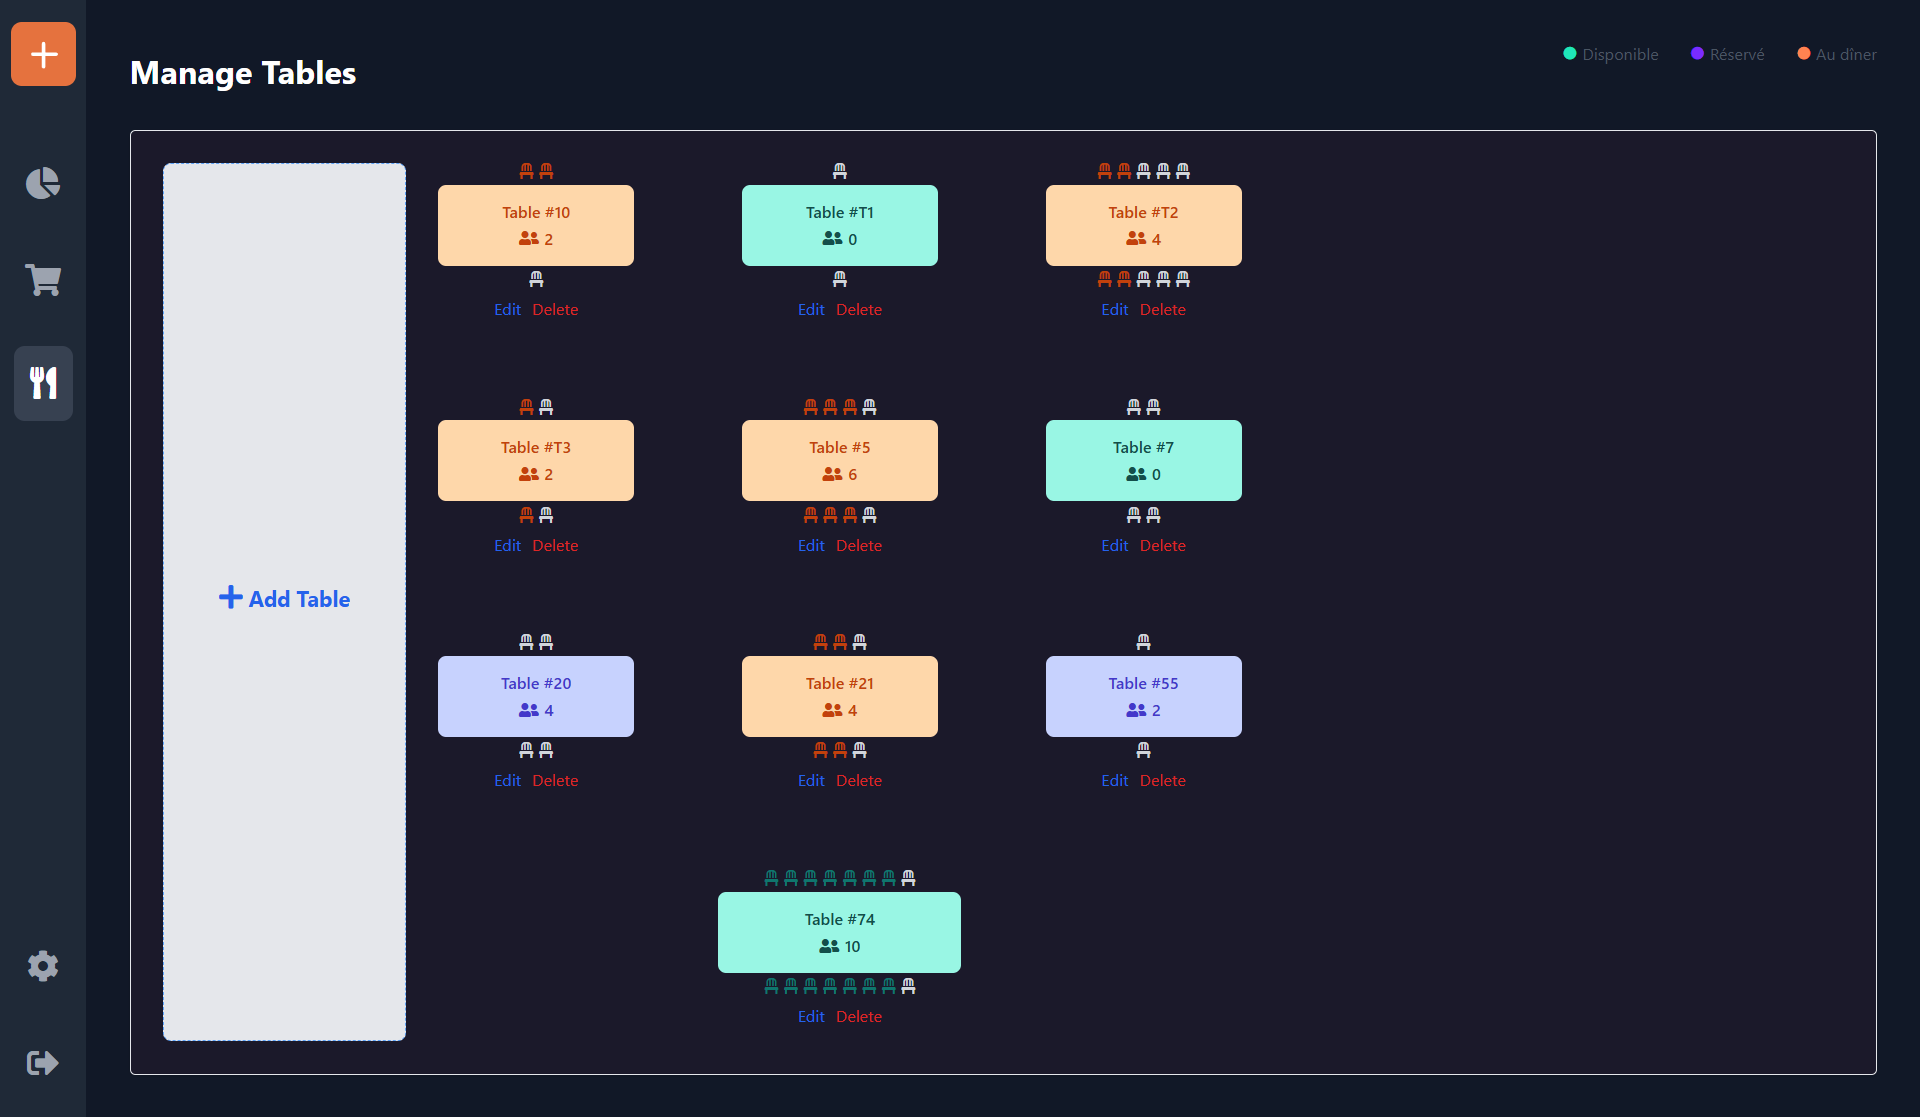 Manage Tables
Disponible
Réservé
Au dîner
Add Table
Table #10
2
Edit Delete
Table #T1
0
Edit Delete
Table #T2
4
Edit Delete
Table #T3
2
Edit Delete
Table #5
6
Edit Delete
Table #7
0
Edit Delete
Table #20
4
Edit Delete
Table #21
4
Edit Delete
Table #55
2
Edit Delete
Table #74
10
Edit Delete